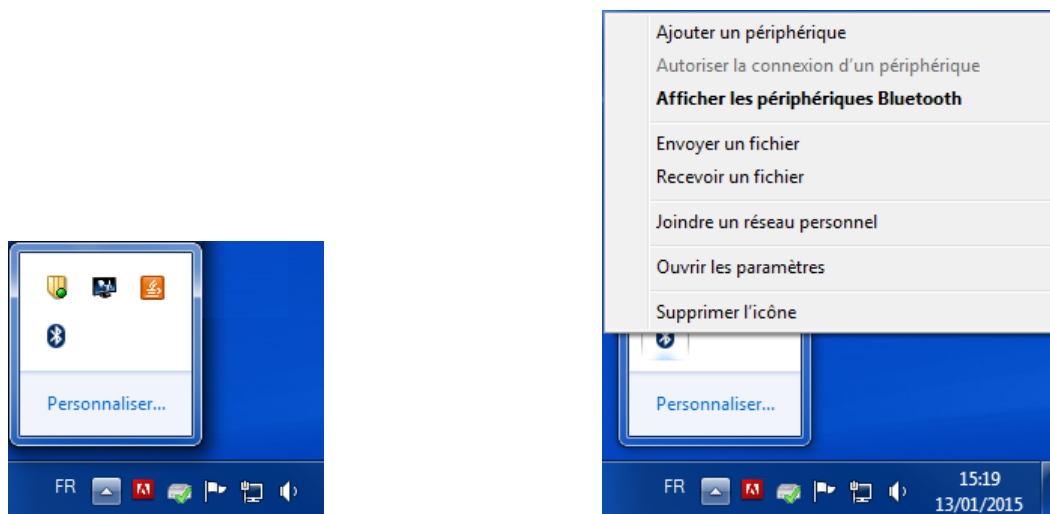 Personnaliser...
FR
Ajouter un périphérique
Autoriser la connexion d'un périphérique
Afficher les périphériques Bluetooth
Envoyer un fichier
Recevoir un fichier
Joindre un réseau personnel
Ouvrir les paramètres
Supprimer l'icône
Personnaliser...
FR
15:19
13/01/2015